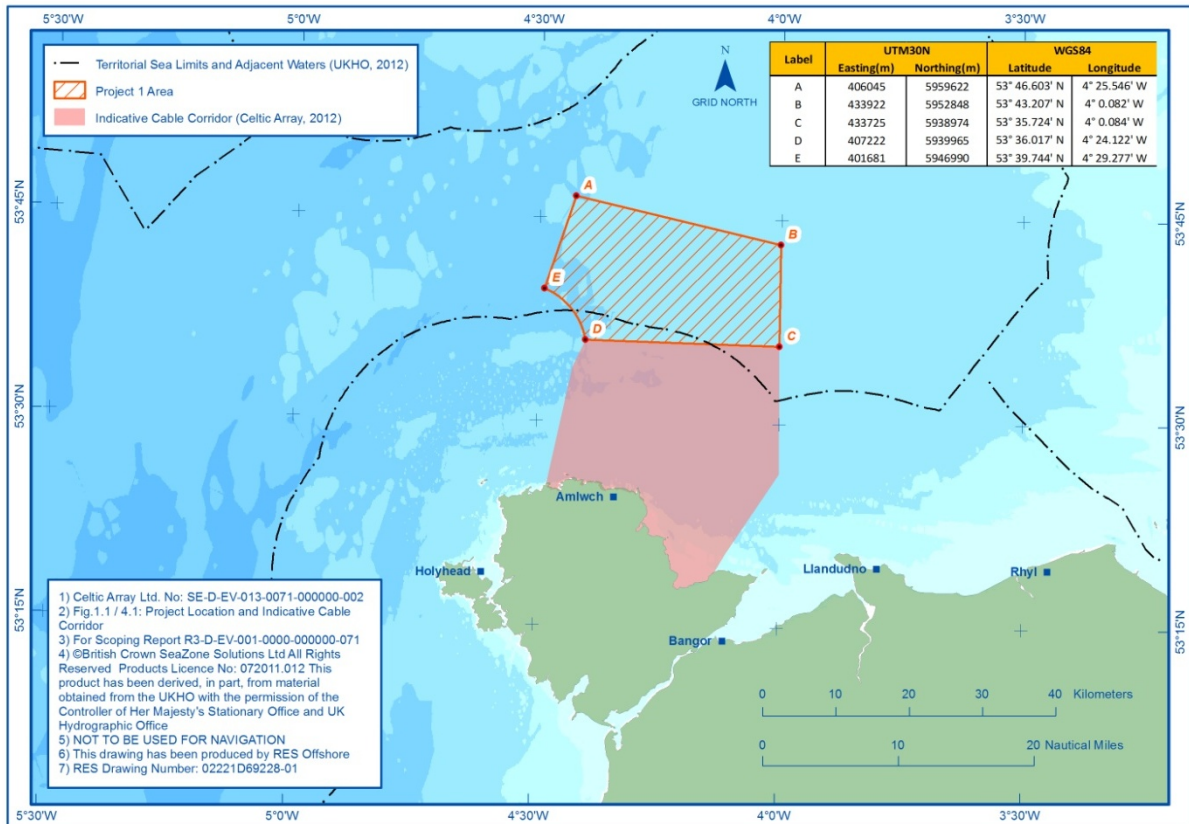 5°30'W 5°0'W 4°30'W 4°0'W 3°30'W
Territorial Sea Limits and Adjacent Waters (UKHO, 2012)
Project 1 Area
Indicative Cable Corridor (Celtic Array, 2012)
N
GRID NORTH
Label UTM30N WGS84
Easting(m) Northing(m) Latitude Longitude
A 406045 5959622 53° 46.603' N 4° 25.546' W
B 433922 5952848 53° 43.207' N 4° 0.082' W
C 433725 5938974 53° 35.724' N 4° 0.084' W
D 407222 5939965 53° 36.017' N 4° 24.122' W
E 401681 5946990 53° 39.744' N 4° 29.277' W
53°45'N
53°45'N
A
B
E
D
C
53°30'N
53°30'N
Amlwch
Holyhead
Llandudno
Rhyl
53°15'N
53°15'N
Bangor
1) Celtic Array Ltd. No: SE-D-EV-013-0071-000000-002
2) Fig.1.1 / 4.1: Project Location and Indicative Cable
Corridor
3) For Scoping Report R3-D-EV-001-0000-000000-071
4) ©British Crown SeaZone Solutions Ltd All Rights
Reserved Products Licence No: 072011.012 This
product has been derived, in part, from material
obtained from the UKHO with the permission of the
Controller of Her Majesty's Stationary Office and UK
Hydrographic Office
5) NOT TO BE USED FOR NAVIGATION
6) This drawing has been produced by RES Offshore
7) RES Drawing Number: 02221D69228-01
0 10 20 30 40 Kilometers
0 10 20 Nautical Miles
5°30'W 5°0'W 4°30'W 4°0'W 3°30'W